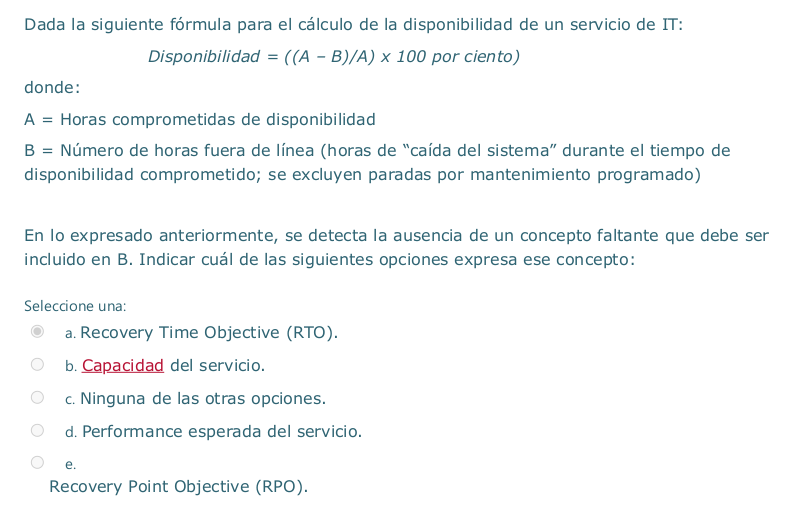 Dada la siguiente fórmula para el cálculo de la disponibilidad de un servicio de IT:
Disponibilidad = ((A – B)/A) x 100 por ciento)
donde:
A = Horas comprometidas de disponibilidad
B = Número de horas fuera de línea (horas de “caída del sistema” durante el tiempo de
disponibilidad comprometido; se excluyen paradas por mantenimiento programado)
En lo expresado anteriormente, se detecta la ausencia de un concepto faltante que debe ser
incluido en B. Indicar cuál de las siguientes opciones expresa ese concepto:
Seleccione una:
a. Recovery Time Objective (RTO).
b. Capacidad del servicio.
c. Ninguna de las otras opciones.
d. Performance esperada del servicio.
e.
Recovery Point Objective (RPO).